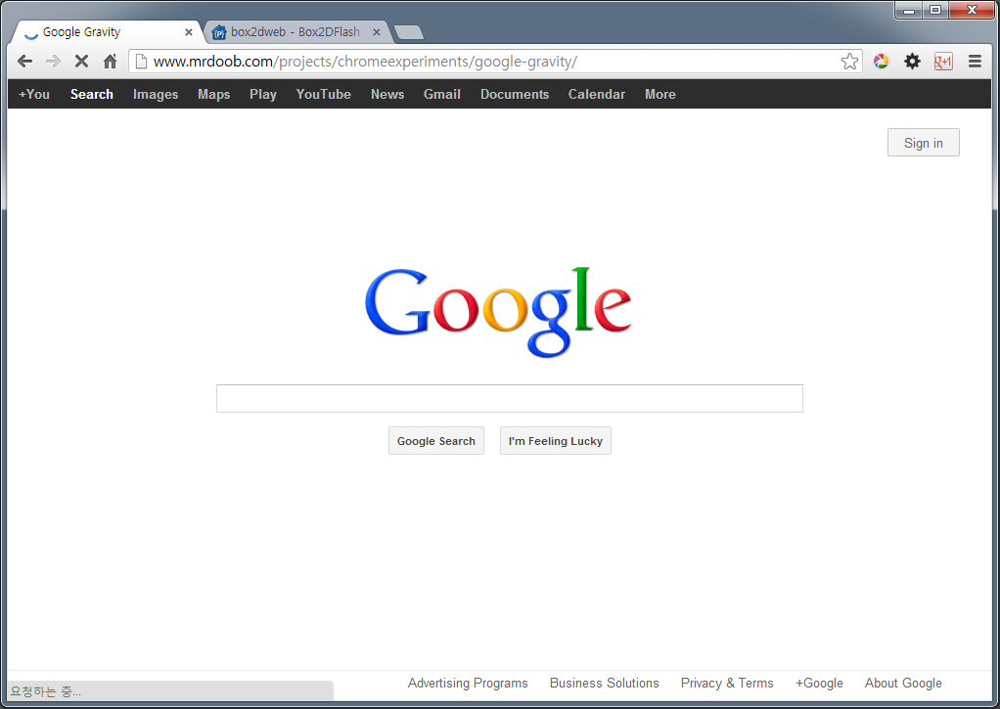 Google Gravity
box2dweb - Box2DFlash
www.mrdoob.com/projects/chromeexperiments/google-gravity/
+You Search Images Maps Play YouTube News Gmail Documents Calendar More
Sign in
Google
Google Search I'm Feeling Lucky
Advertising Programs Business Solutions Privacy & Terms +Google About Google
요청하는 중...